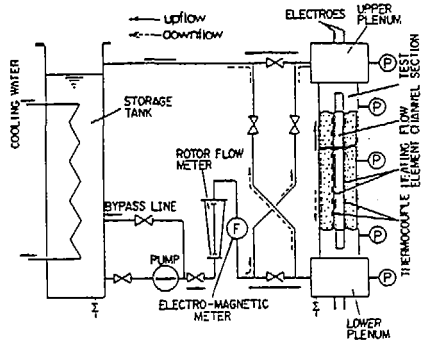 upflow
downflow
ELECTROES
UPPER
PLENUM
COOLING WATER
STORAGE
TANK
ROTOR FLOW
METER
BYPASS LINE
PUMP
F
ELECTRO-MAGNETIC
METER
P
P
P
P
TEST
SECTION
FLOW
CHANNEL
HEATING
ELEMENT
THERMOCOUPLE
LOWER
PLENUM